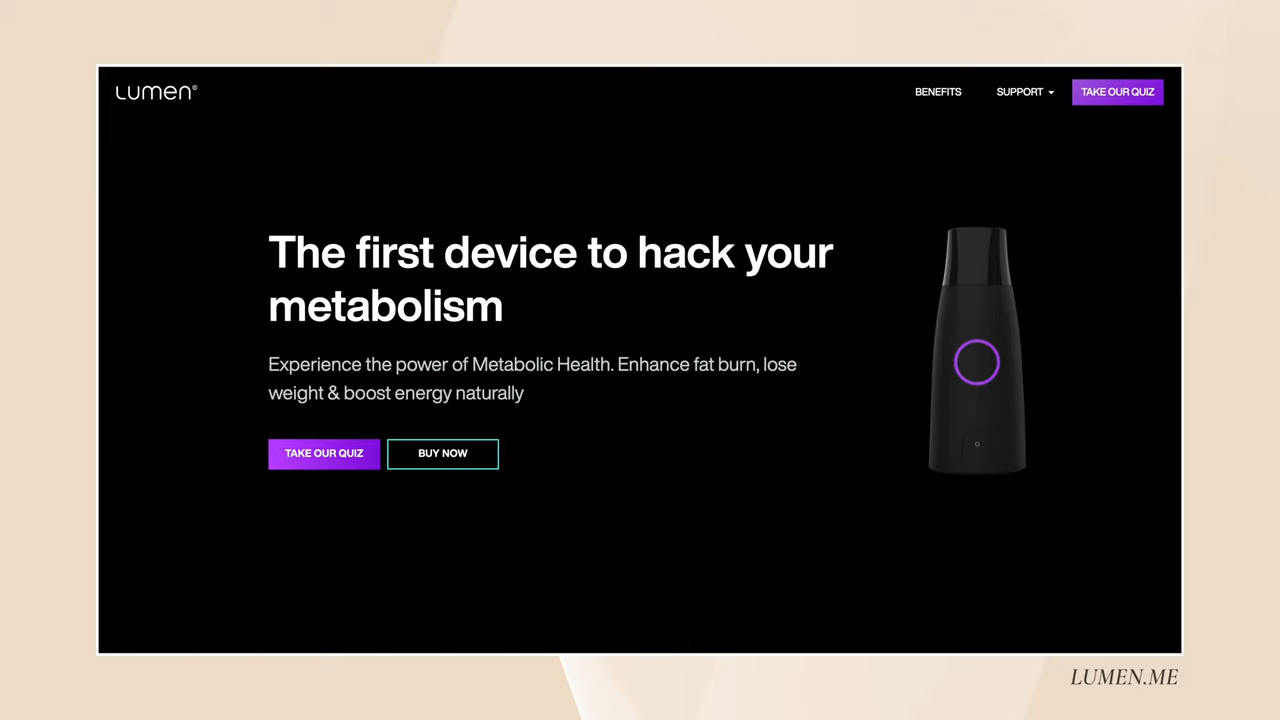 Lumen®
BENEFITS
SUPPORT
TAKE OUR QUIZ
The first device to hack your
metabolism
Experience the power of Metabolic Health. Enhance fat burn, lose
weight & boost energy naturally
TAKE OUR QUIZ
BUY NOW
LUMEN.ME